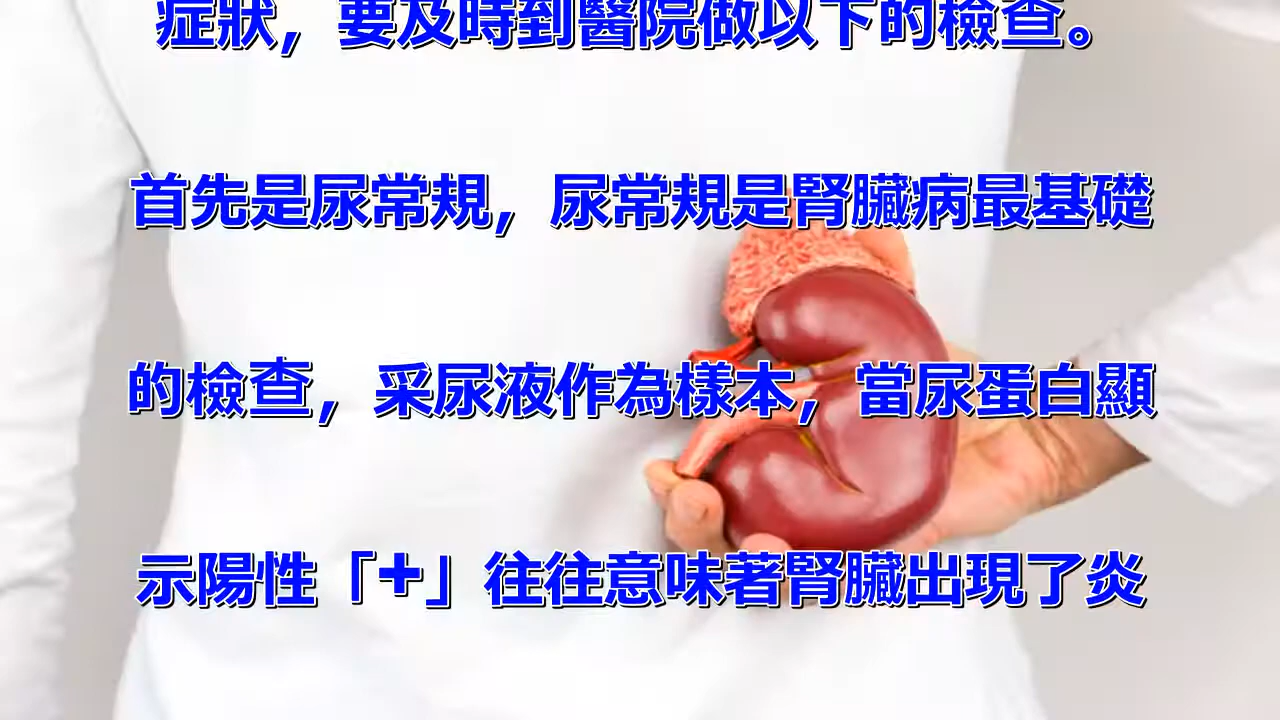 症狀，要及時到醫院做以下的檢查。
首先是尿常規，尿常規是腎臟病最基礎
的檢查，采尿液作為樣本，當尿蛋白顯
示陽性「+」往往意味著腎臟出現了炎